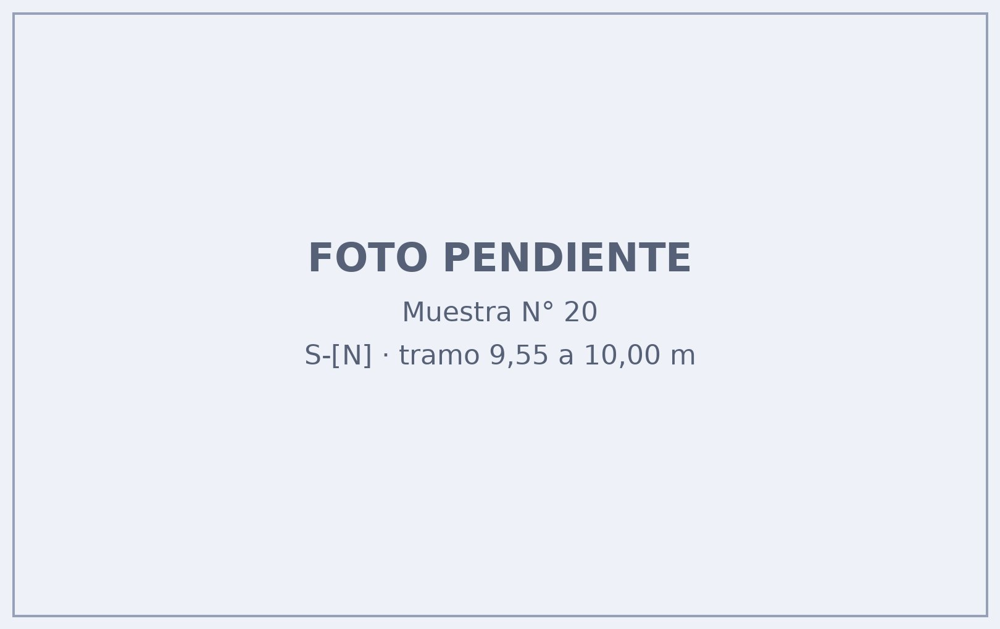 FOTO PENDIENTE
Muestra N° 20
S-[N] · tramo 9,55 a 10,00 m